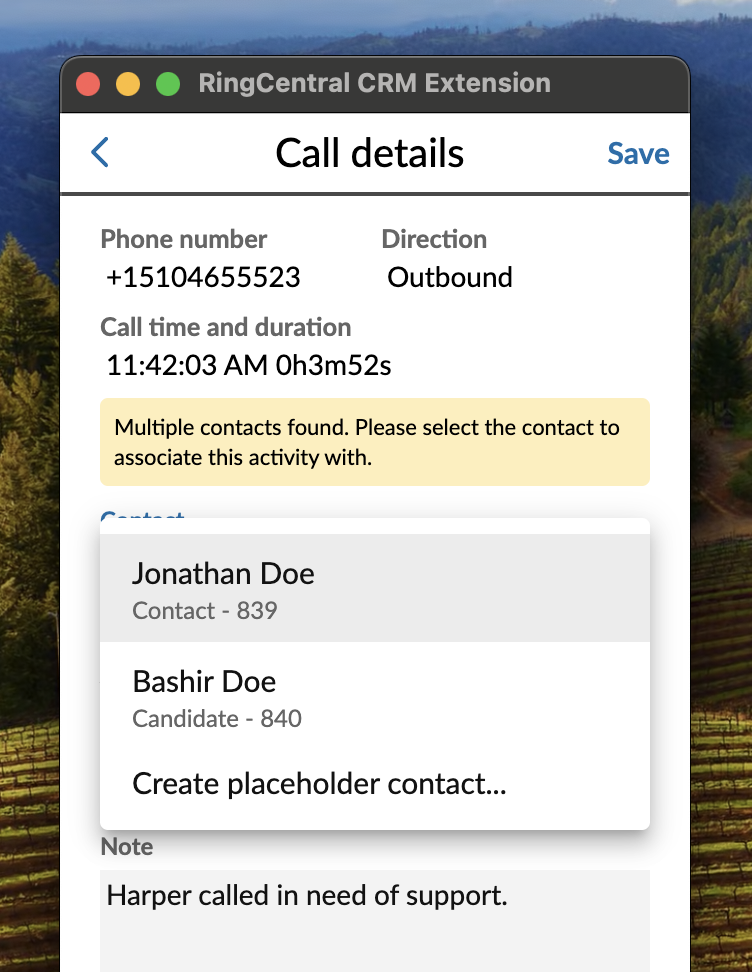 RingCentral CRM Extension
Call details
Save
Phone number
Direction
+15104655523
Outbound
Call time and duration
11:42:03 AM 0h3m52s
Multiple contacts found. Please select the contact to
associate this activity with.
Contact
Jonathan Doe
Contact - 839
Bashir Doe
Candidate - 840
Create placeholder contact...
Note
Harper called in need of support.